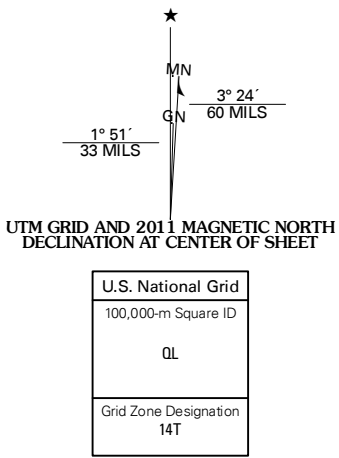 ★
MN
3° 24´
60 MILS
GN
1° 51´
33 MILS
UTM GRID AND 2011 MAGNETIC NORTH
DECLINATION AT CENTER OF SHEET
U.S. National Grid
100,000-m Square ID
QL
Grid Zone Designation
14T